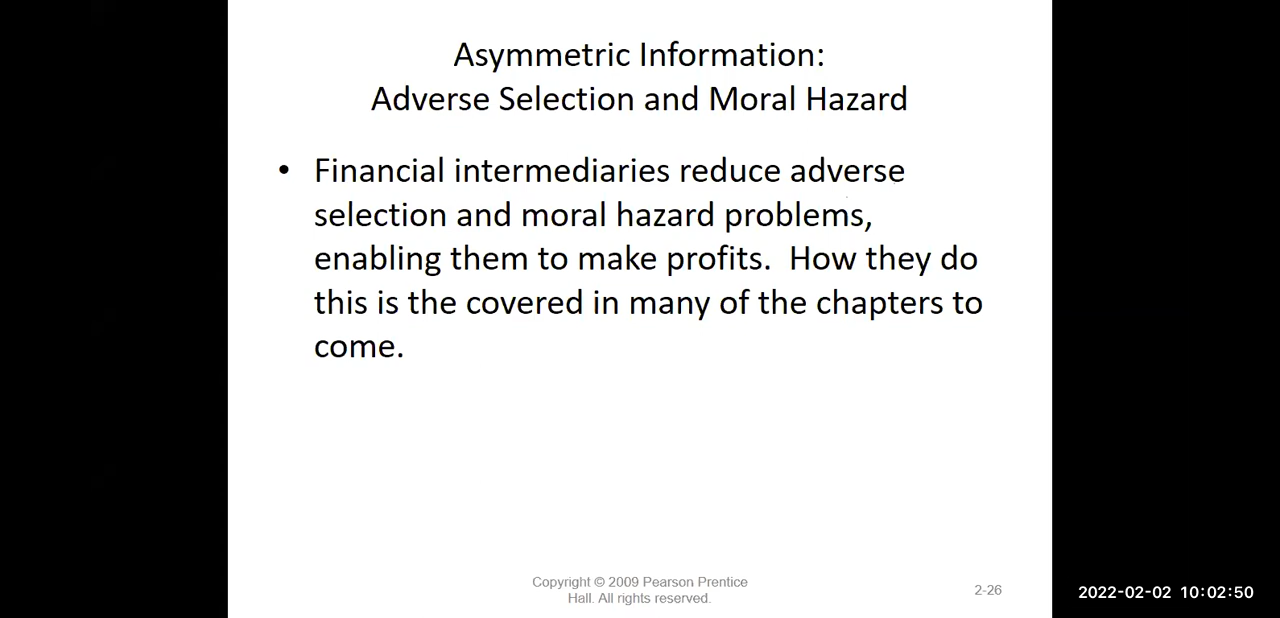 Asymmetric Information:
Adverse Selection and Moral Hazard
• Financial intermediaries reduce adverse
selection and moral hazard problems,
enabling them to make profits.  How they do
this is the covered in many of the chapters to
come.
Copyright © 2009 Pearson Prentice
Hall. All rights reserved.
2-26
2022-02-02 10:02:50